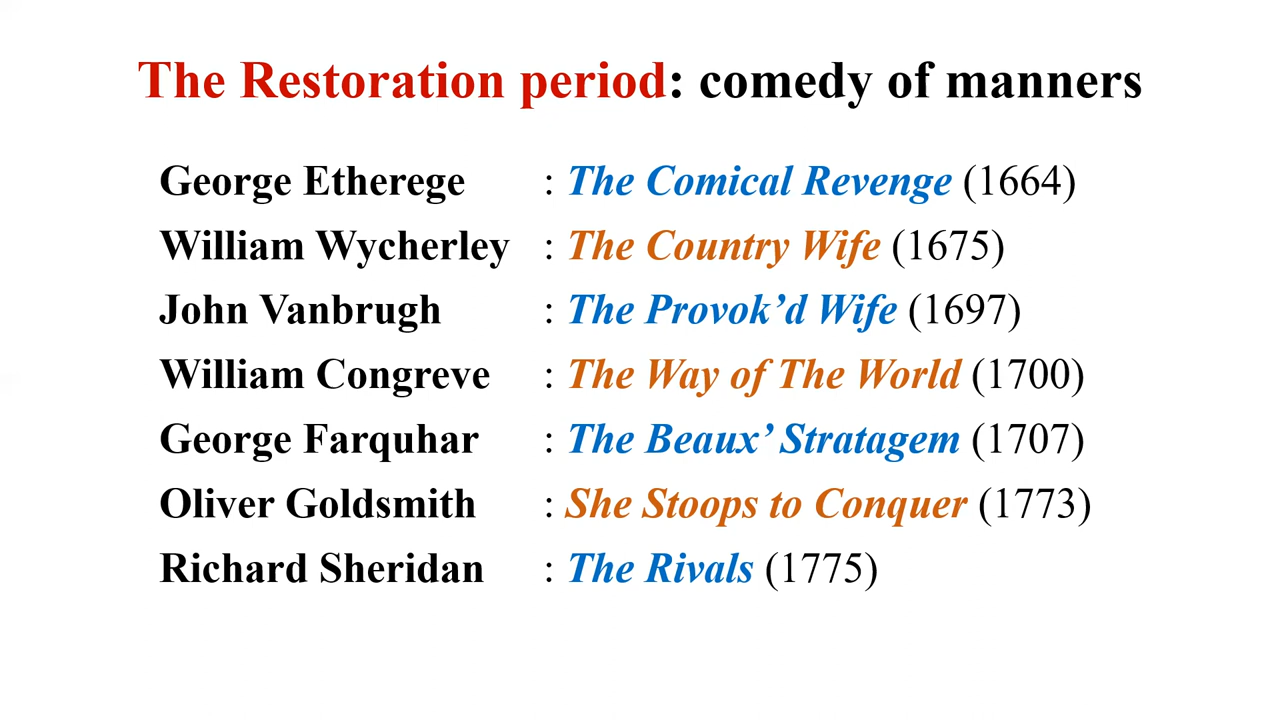 The Restoration period: comedy of manners
George Etherege : The Comical Revenge (1664)
William Wycherley : The Country Wife (1675)
John Vanbrugh : The Provok’d Wife (1697)
William Congreve : The Way of The World (1700)
George Farquhar : The Beaux’ Stratagem (1707)
Oliver Goldsmith : She Stoops to Conquer (1773)
Richard Sheridan : The Rivals (1775)